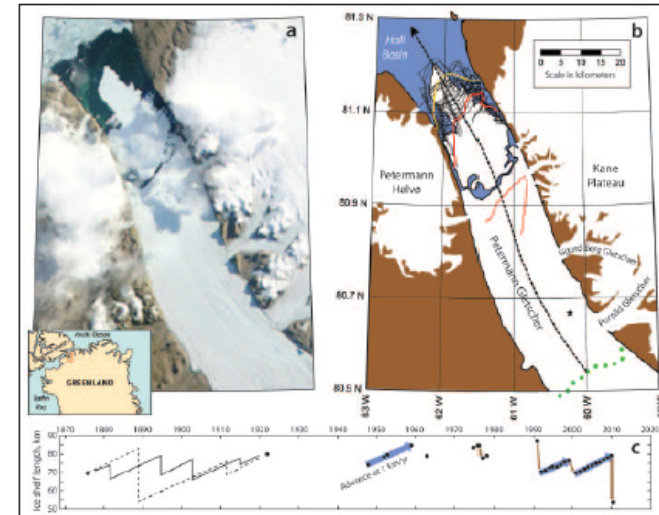 a
81.3 N
b
Hall
Basin
0 5 10 15 20
Scale in kilometers
81.1 N
Petermann
Halvø
Kane
Plateau
80.9 N
Petermann Gletscher
Sigurd Berg Gletscher
Porsild Gletscher
80.7 N
*
Arctic Ocean
GREENLAND
Baffin
Bay
80.5 N
63 W
62 W
61 W
60 W
1870 1880 1890 1900 1910 1920 1930 1940 1950 1960 1970 1980 1990 2000 2010 2020
Ice shelf length, km
90
80
70
60
50
Advance at 1 km/yr
c